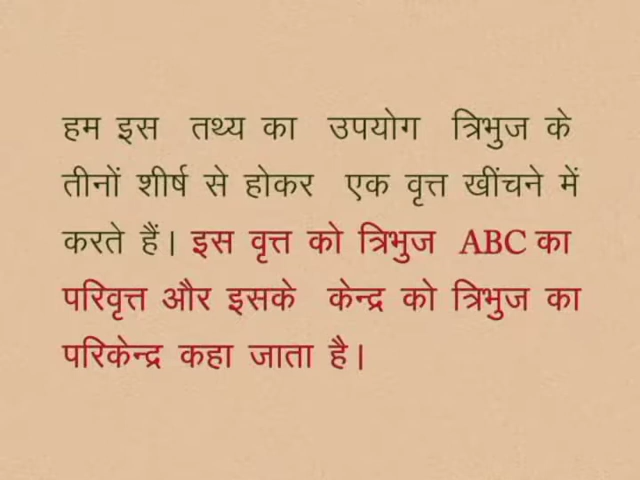 हम इस तथ्य का उपयोग त्रिभुज के
तीनों शीर्ष से होकर एक वृत्त खींचने में
करते हैं। इस वृत्त को त्रिभुज ABC का
परिवृत्त और इसके केन्द्र को त्रिभुज का
परिकेन्द्र कहा जाता है।